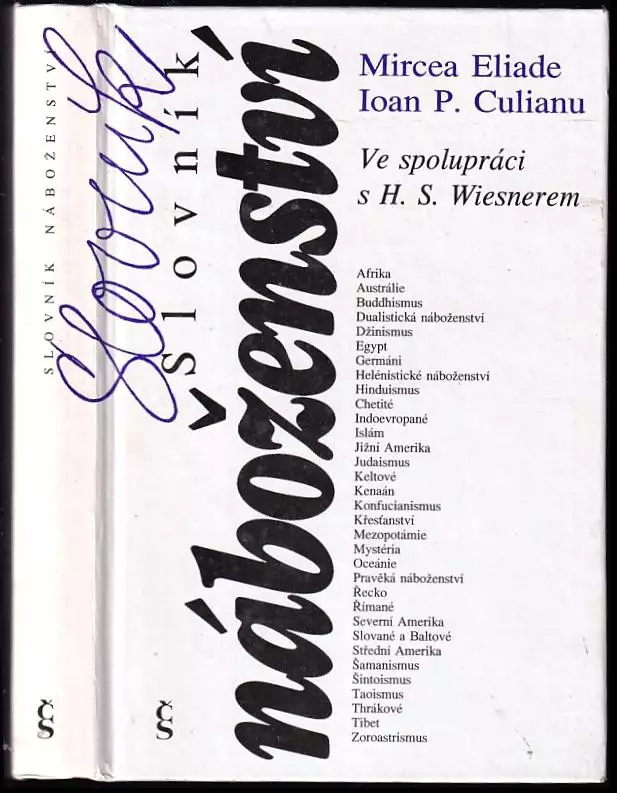 SLOVNÍK NÁBOŽENSTVÍ
Slovník
Slovník
náboženství
Mircea Eliade
Ioan P. Culianu
Ve spolupráci
s H. S. Wiesnerem
Afrika
Austrálie
Buddhismus
Dualistická náboženství
Džinismus
Egypt
Germáni
Helénistické náboženství
Hinduismus
Chetité
Indoevropané
Islám
Jižní Amerika
Judaismus
Keltové
Kenaán
Konfucianismus
Křesťanství
Mezopotámie
Mystéria
Oceánie
Pravěká náboženství
Řecko
Římané
Severní Amerika
Slované a Baltové
Střední Amerika
Šamanismus
Šintoismus
Taoismus
Thrákové
Tibet
Zoroastrismus